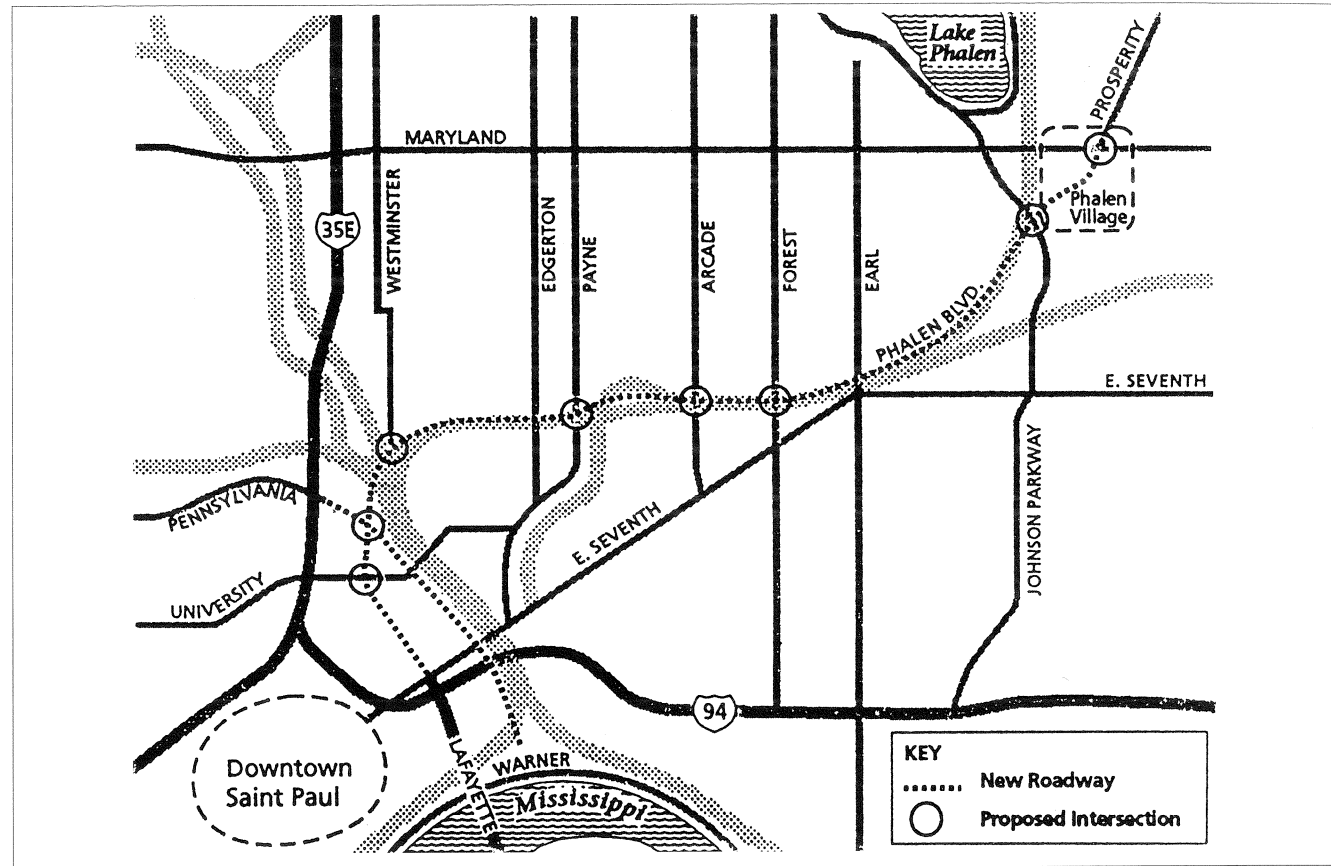 Lake
Phalen
PROSPERITY
MARYLAND
WESTMINSTER
35E
EDGERTON
PAYNE
ARCADE
FOREST
EARL
Phalen
Village
PHALEN BLVD.
E. SEVENTH
PENNSYLVANIA
E. SEVENTH
JOHNSON PARKWAY
UNIVERSITY
94
Downtown
Saint Paul
LAFAYETTE
WARNER
Mississippi
KEY
New Roadway
Proposed Intersection